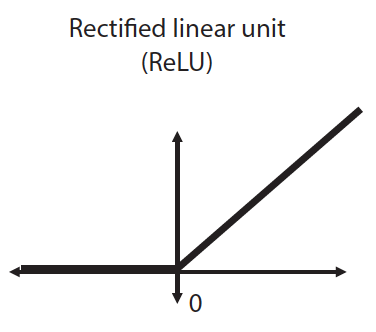 Rectified linear unit
(ReLU)
0